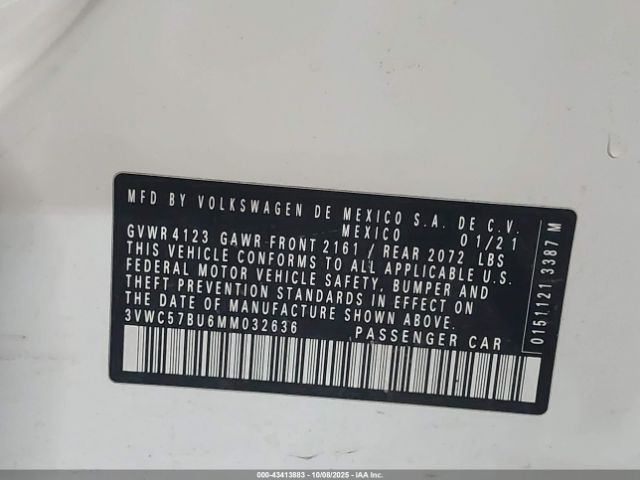 MFD BY VOLKSWAGEN DE MEXICO S.A. DE C.V.
MEXICO 01/21
GVWR 4123 GAWR FRONT 2161 / REAR 2072 LBS
THIS VEHICLE CONFORMS TO ALL APPLICABLE U.S.
FEDERAL MOTOR VEHICLE SAFETY, BUMPER AND
THEFT PREVENTION STANDARDS IN EFFECT ON
THE DATE OF MANUFACTURE SHOWN ABOVE.
3VWC57BU6MM032636 PASSENGER CAR
0151121 3387 M
000-43413883 | 10/08/2025 - IAA Inc.